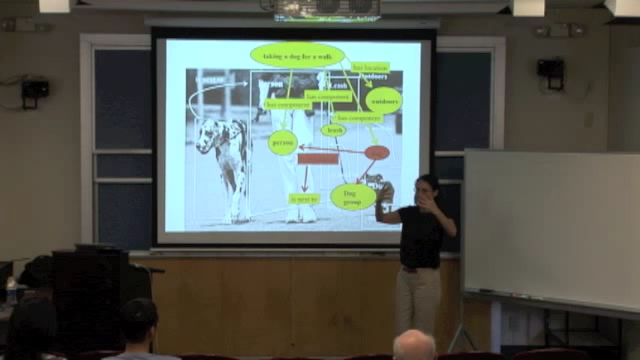 taking a dog for a walk
has location
outdoors
Leash
has component
has component
outdoors
has component
leash
person
is next to
Dog
group